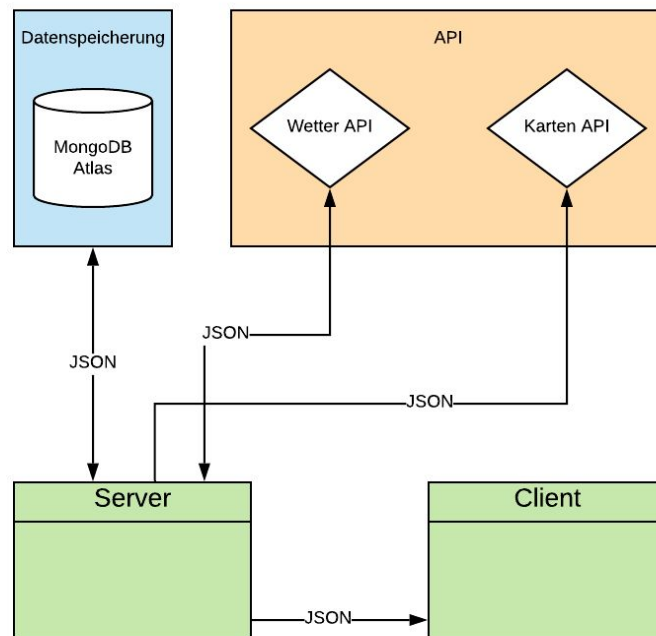 Datenspeicherung
MongoDB
Atlas
API
Wetter API
Karten API
JSON
JSON
JSON
Server
Client
JSON